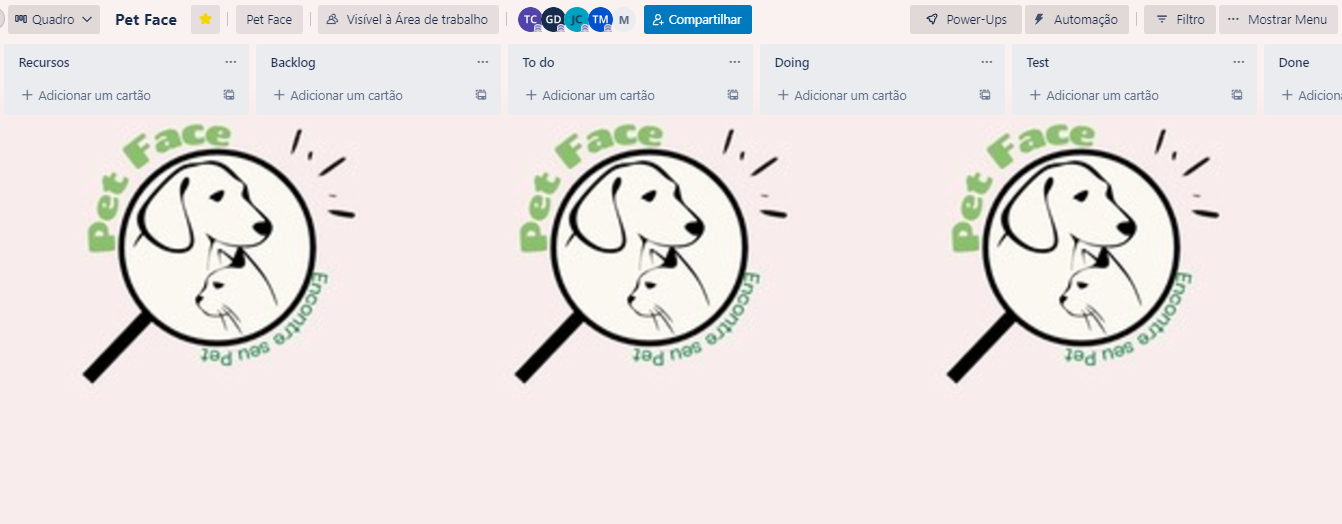 Quadro
Pet Face
Pet Face
Visível à Área de trabalho
TC
GD
JC
TM
M
Compartilhar
Power-Ups
Automação
Filtro
Mostrar Menu
Recursos
Backlog
To do
Doing
Test
Done
Adicionar um cartão
Adicionar um cartão
Adicionar um cartão
Adicionar um cartão
Adicionar um cartão
Adicion
Pet Face
Encontre seu Pet
Pet Face
Encontre seu Pet
Pet Face
Encontre seu Pet